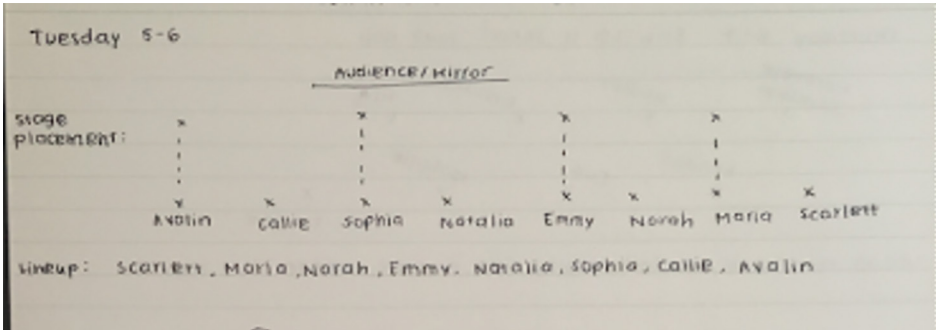 Tuesday 5-6
Audience/Mirror
stage
placement:
x x x x
x x x x x x x x
Avalin Callie Sophia Natalia Emmy Norah Maria Scarlett
Lineup: Scarlett, Maria, Norah, Emmy. Natalia, Sophia, Callie, Avalin